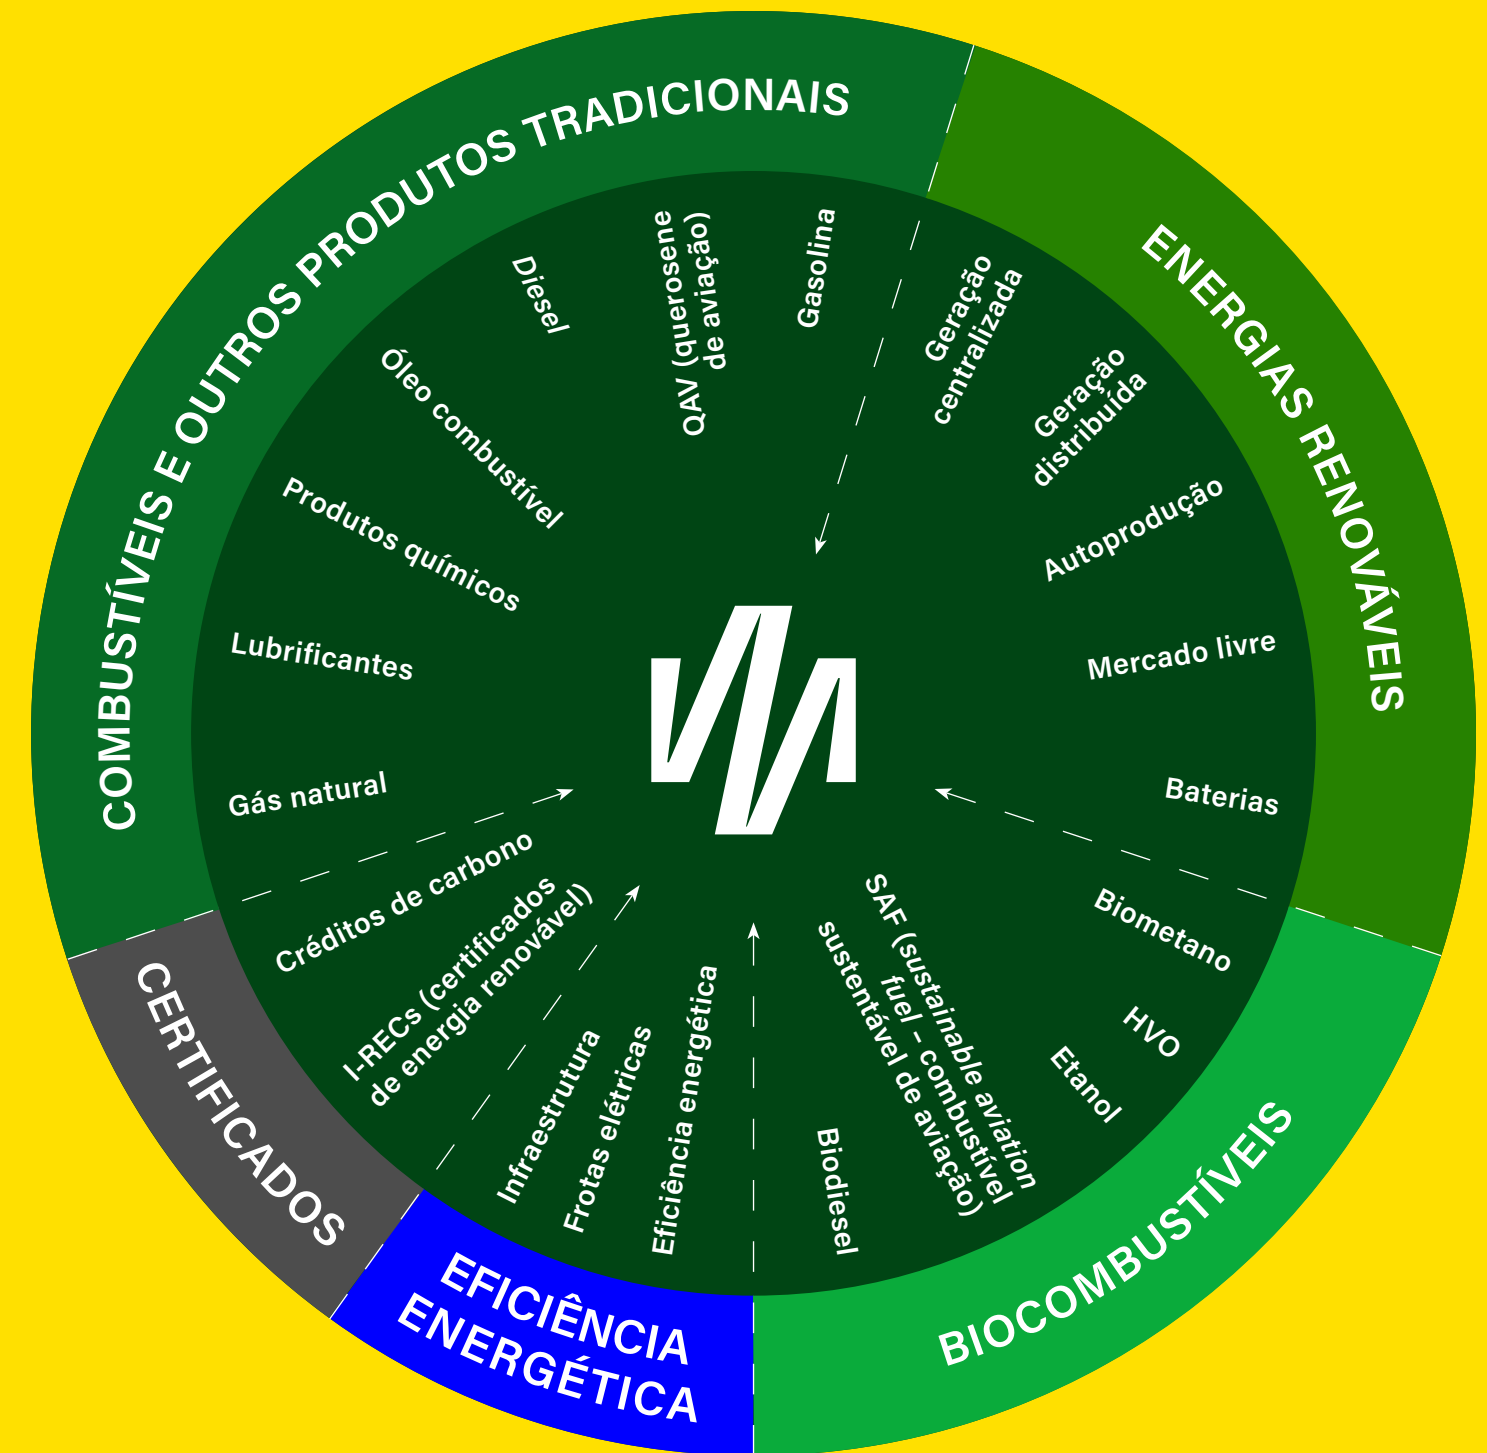 COMBUSTÍVEIS E OUTROS PRODUTOS TRADICIONAIS
Gás natural
Lubrificantes
Produtos químicos
Óleo combustível
Diesel
QAV (querosene
de aviação)
Gasolina
ENERGIAS RENOVÁVEIS
Geração
centralizada
Geração
distribuída
Autoprodução
Mercado livre
Baterias
BIOCOMBUSTÍVEIS
Biometano
HVO
Etanol
SAF (sustainable aviation
fuel – combustível
sustentável de aviação)
Biodiesel
EFICIÊNCIA
ENERGÉTICA
Eficiência energética
Frotas elétricas
Infraestrutura
CERTIFICADOS
I-RECs (certificados
de energia renovável)
Créditos de carbono